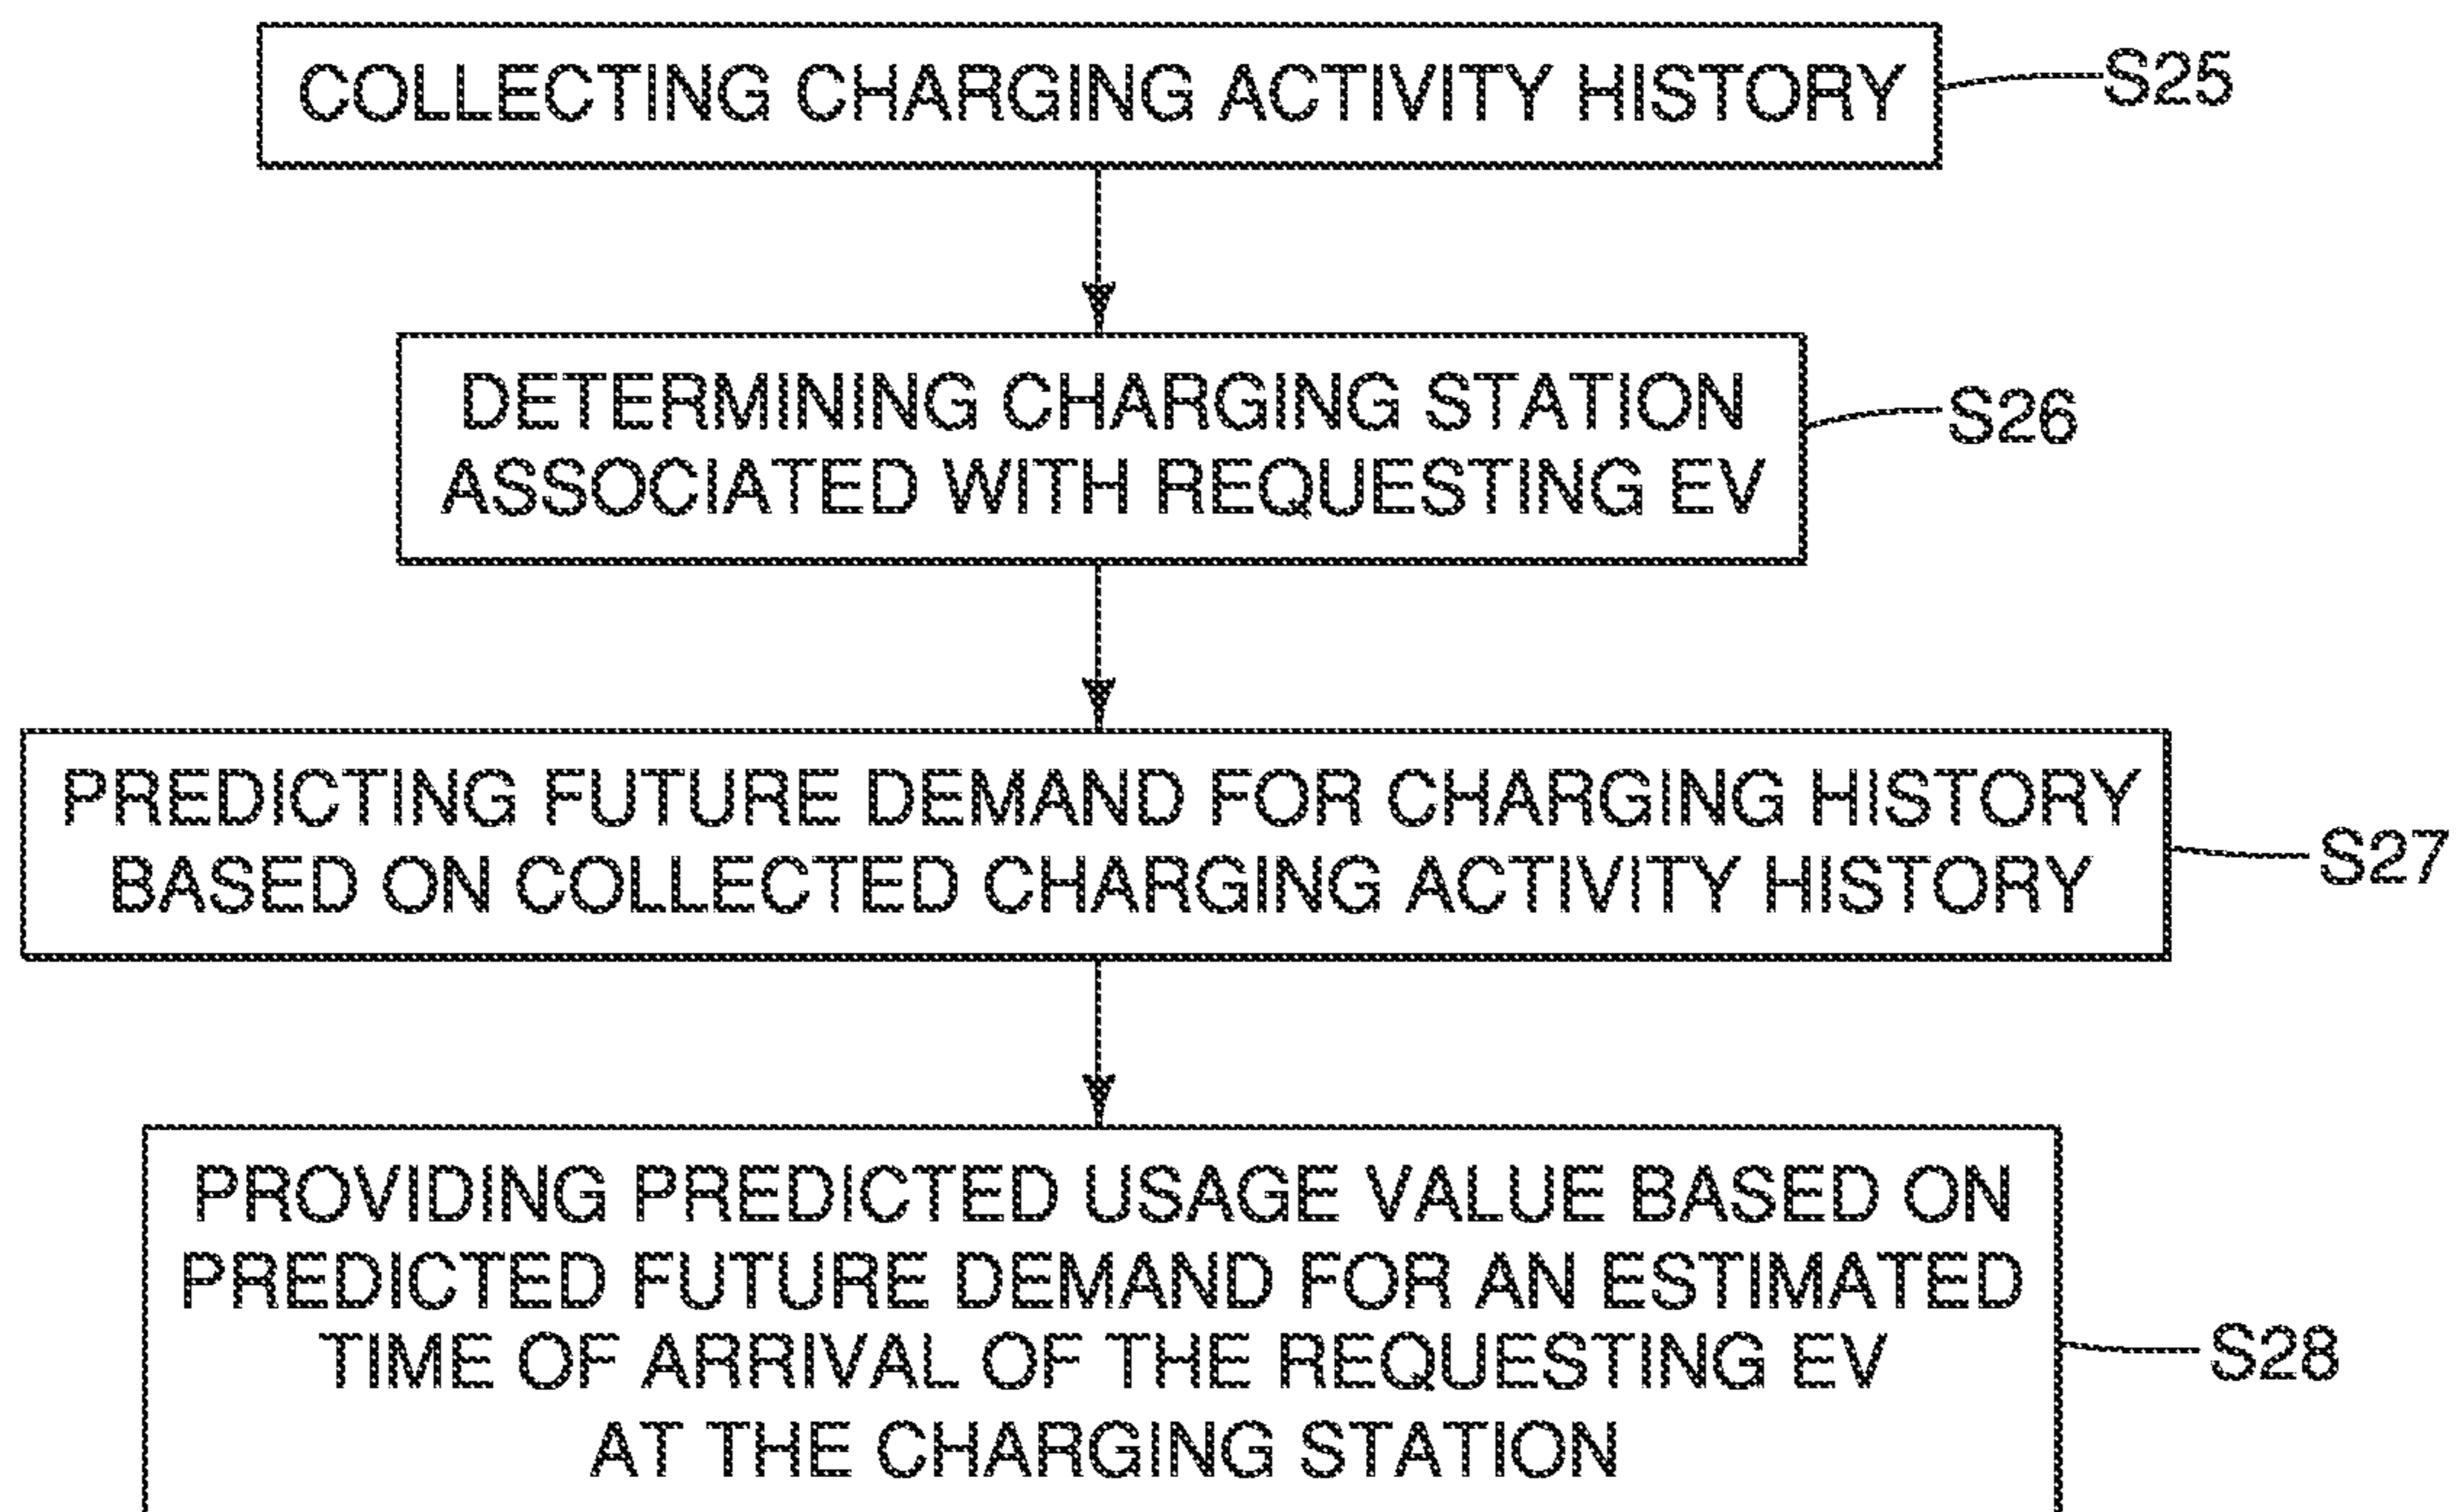 COLLECTING CHARGING ACTIVITY HISTORY
S25
DETERMINING CHARGING STATION
ASSOCIATED WITH REQUESTING EV
S26
PREDICTING FUTURE DEMAND FOR CHARGING HISTORY
BASED ON COLLECTED CHARGING ACTIVITY HISTORY
S27
PROVIDING PREDICTED USAGE VALUE BASED ON
PREDICTED FUTURE DEMAND FOR AN ESTIMATED
TIME OF ARRIVAL OF THE REQUESTING EV
AT THE CHARGING STATION
S28